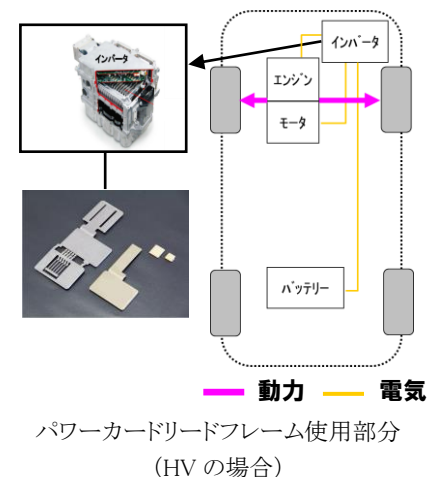 インバータ
インバータ
エンジン
モータ
バッテリー
動力
電気
パワーカードリードフレーム使用部分
(HV の場合)